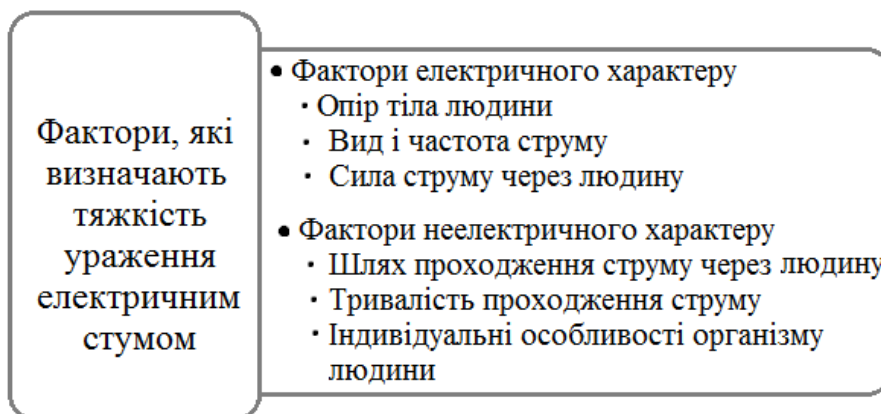 Фактори, які
визначають
тяжкість
ураження
електричним
стумом
• Фактори електричного характеру
· Опір тіла людини
· Вид і частота струму
· Сила струму через людину
• Фактори неелектричного характеру
· Шлях проходження струму через людину
· Тривалість проходження струму
· Індивідуальні особливості організму
людини